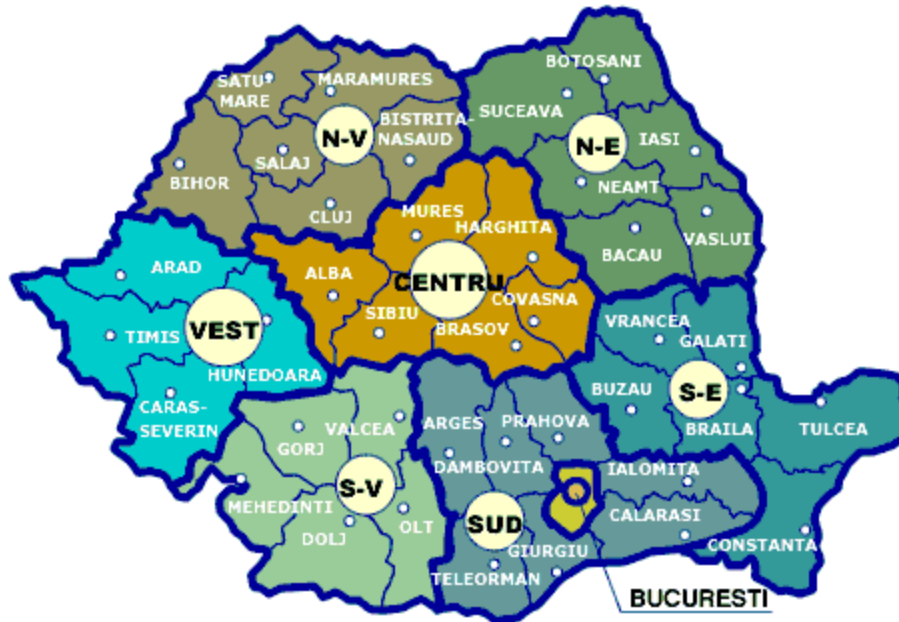 BOTOSANI
SATU
MARE
MARAMURES
SUCEAVA
BISTRITA-
NASAUD
N-V
N-E
IASI
SALAJ
BIHOR
NEAMT
CLUJ
MURES
HARGHITA
VASLUI
BACAU
ARAD
ALBA
CENTRU
COVASNA
SIBIU
BRASOV
VRANCEA
GALATI
TIMIS
VEST
HUNEDOARA
BUZAU
S-E
CARAS-
SEVERIN
VALCEA
GORJ
ARGES
PRAHOVA
BRAILA
TULCEA
DAMBOVITA
IALOMITA
S-V
MEHEDINTI
DOLJ
OLT
SUD
CALARASI
CONSTANTA
GIURGIU
TELEORMAN
BUCURESTI